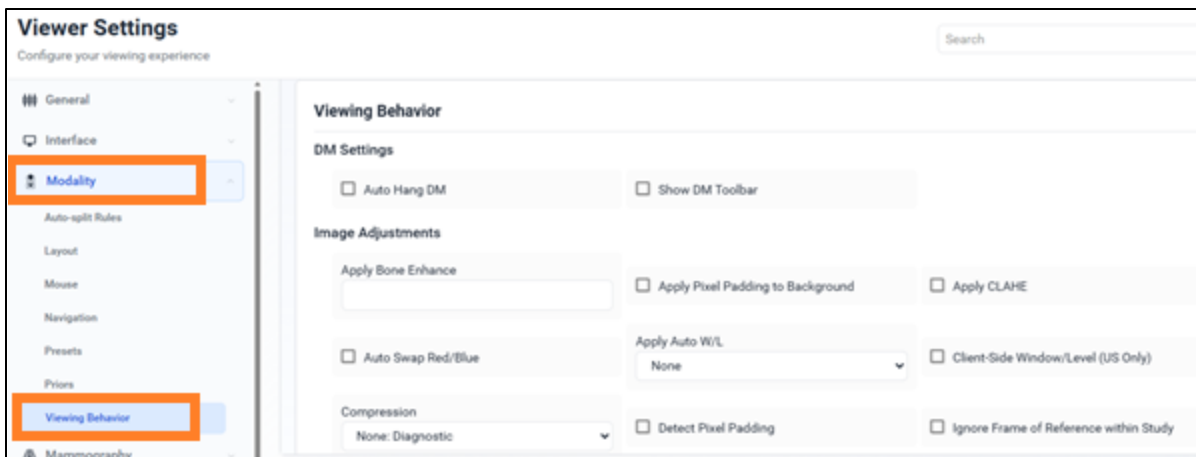 Viewer Settings
Configure your viewing experience
Search
General
Interface
Modality
Auto-split Rules
Layout
Mouse
Navigation
Presets
Priors
Viewing Behavior
Mammography
Viewing Behavior
DM Settings
Auto Hang DM
Show DM Toolbar
Image Adjustments
Apply Bone Enhance
Apply Pixel Padding to Background
Apply CLAHE
Auto Swap Red/Blue
Apply Auto W/L
None
Client-Side Window/Level (US Only)
Compression
None: Diagnostic
Detect Pixel Padding
Ignore Frame of Reference within Study